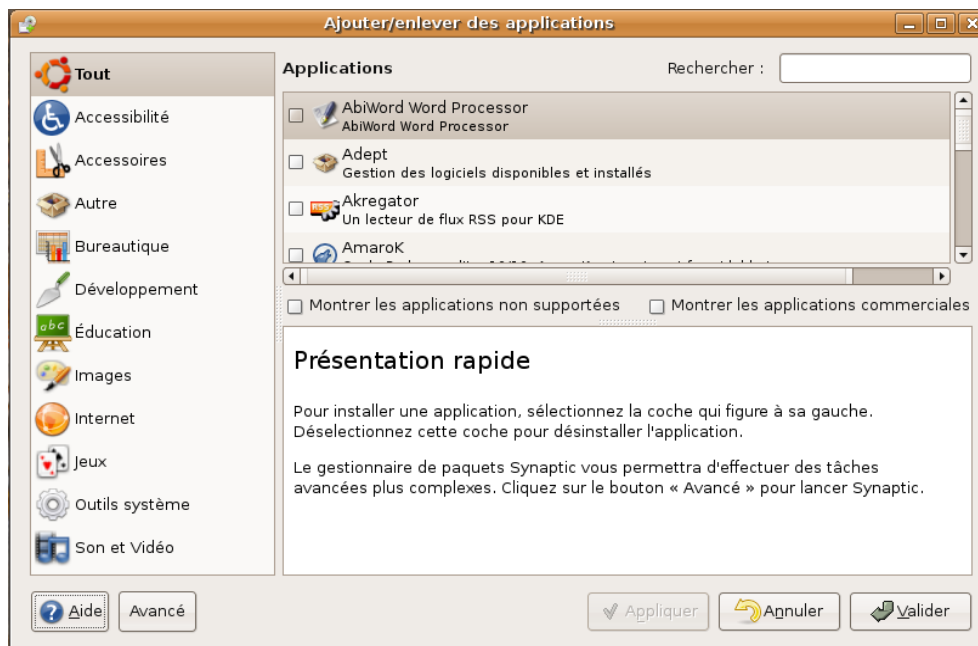 Ajouter/enlever des applications
Tout
Accessibilité
Accessoires
Autre
Bureautique
Développement
abc
Éducation
Images
Internet
Jeux
Outils système
Son et Vidéo
Applications
Rechercher :
AbiWord Word Processor
AbiWord Word Processor
Adept
Gestion des logiciels disponibles et installés
Akregator
Un lecteur de flux RSS pour KDE
AmaroK
Montrer les applications non supportées
Montrer les applications commerciales
Présentation rapide
Pour installer une application, sélectionnez la coche qui figure à sa gauche.
Déselectionnez cette coche pour désinstaller l'application.
Le gestionnaire de paquets Synaptic vous permettra d'effectuer des tâches
avancées plus complexes. Cliquez sur le bouton « Avancé » pour lancer Synaptic.
Aide
Avancé
Appliquer
Annuler
Valider